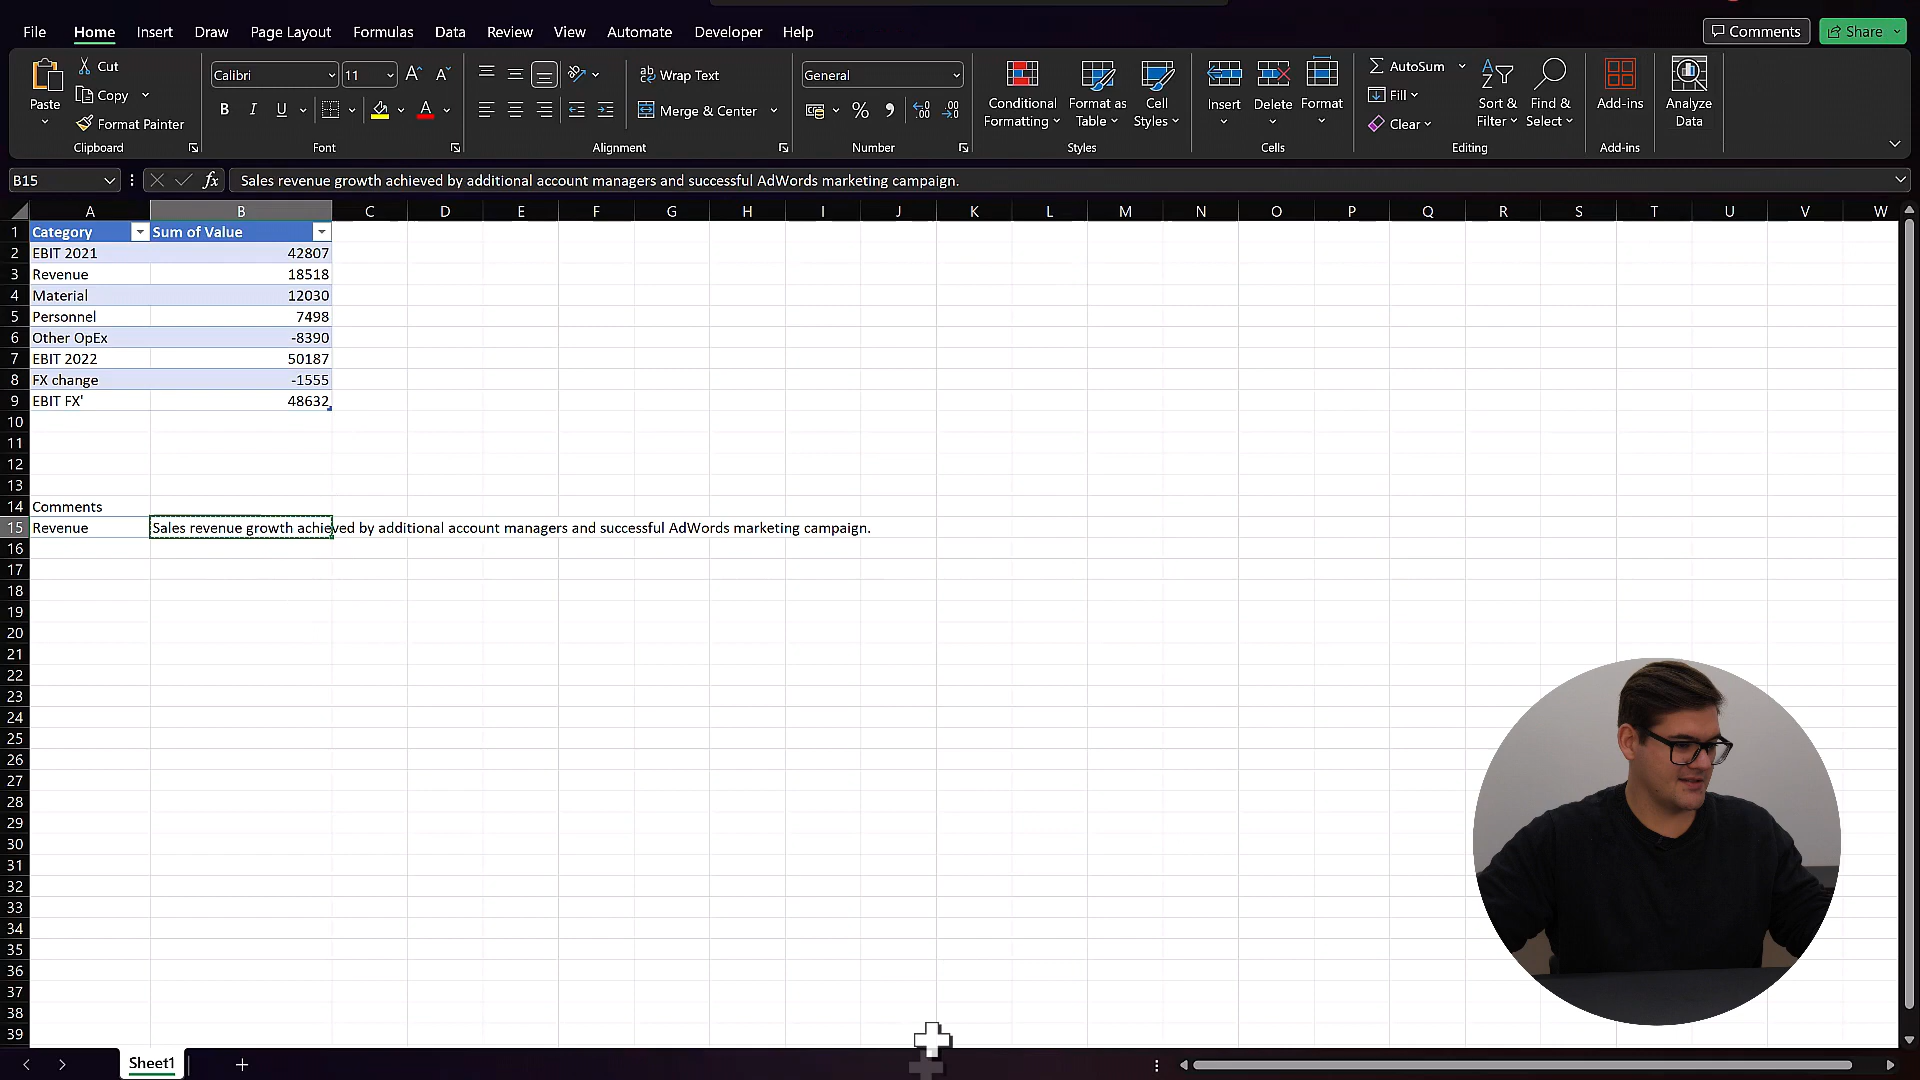 File Home Insert Draw Page Layout Formulas Data Review View Automate Developer Help Comments Share
Paste
Cut
Copy
Format Painter
Clipboard
Calibri 11
B I U
Font
Wrap Text
Merge & Center
Alignment
General
Number
Conditional Formatting
Format as Table
Cell Styles
Styles
Insert Delete Format
Cells
AutoSum
Fill
Clear
Sort & Filter
Find & Select
Editing
Add-ins
Add-ins
Analyze Data
B15 fx Sales revenue growth achieved by additional account managers and successful AdWords marketing campaign.
A B C D E F G H I J K L M N O P Q R S T U V W
1 Category Sum of Value
2 EBIT 2021 42807
3 Revenue 18518
4 Material 12030
5 Personnel 7498
6 Other OpEx -8390
7 EBIT 2022 50187
8 FX change -1555
9 EBIT FX' 48632
10
11
12
13
14 Comments
15 Revenue Sales revenue growth achieved by additional account managers and successful AdWords marketing campaign.
16
17
18
19
20
21
22
23
24
25
26
27
28
29
30
31
32
33
34
35
36
37
38
39
Sheet1